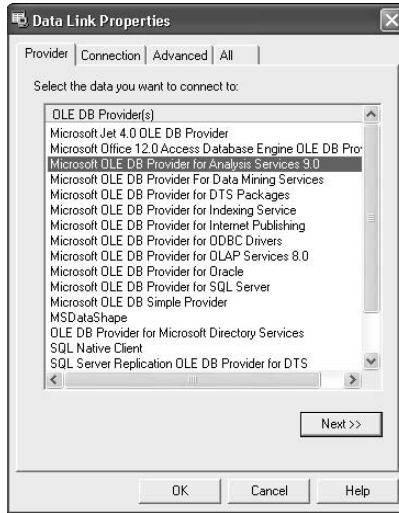 Data Link Properties
Provider Connection Advanced All
Select the data you want to connect to:
OLE DB Provider(s)
Microsoft Jet 4.0 OLE DB Provider
Microsoft Office 12.0 Access Database Engine OLE DB Pro
Microsoft OLE DB Provider for Analysis Services 9.0
Microsoft OLE DB Provider For Data Mining Services
Microsoft OLE DB Provider for DTS Packages
Microsoft OLE DB Provider for Indexing Service
Microsoft OLE DB Provider for Internet Publishing
Microsoft OLE DB Provider for ODBC Drivers
Microsoft OLE DB Provider for OLAP Services 8.0
Microsoft OLE DB Provider for Oracle
Microsoft OLE DB Provider for SQL Server
Microsoft OLE DB Simple Provider
MSDataShape
OLE DB Provider for Microsoft Directory Services
SQL Native Client
SQL Server Replication OLE DB Provider for DTS
Next >>
OK Cancel Help